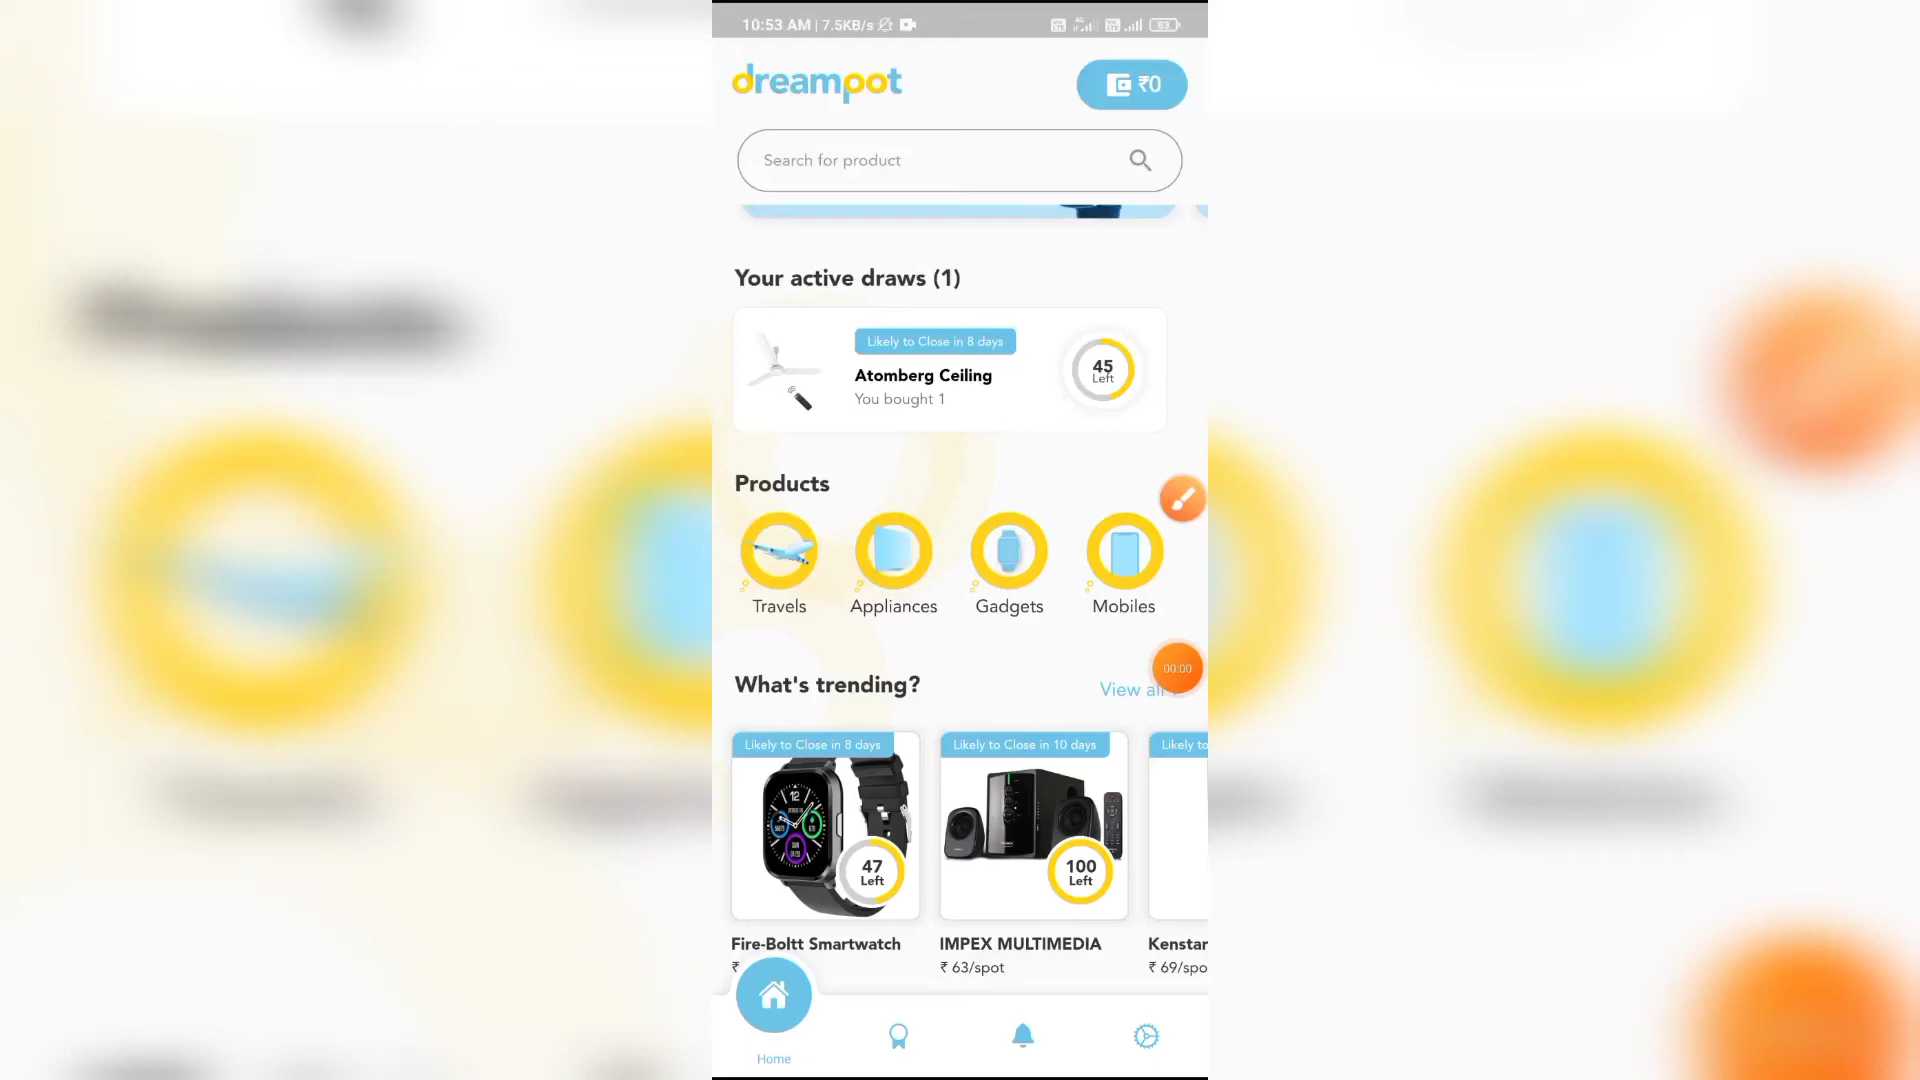 10:53 AM | 7.5KB/s
4G
63
dreampot
₹0
Search for product
Your active draws (1)
Likely to Close in 8 days
Atomberg Ceiling
You bought 1
45
Left
Products
Travels
Appliances
Gadgets
Mobiles
00:00
What's trending?
View all
Likely to Close in 8 days
Likely to Close in 10 days
Likely to
47
Left
100
Left
Fire-Boltt Smartwatch
IMPEX MULTIMEDIA
Kenstar
₹
₹ 63/spot
₹ 69/spo
Home